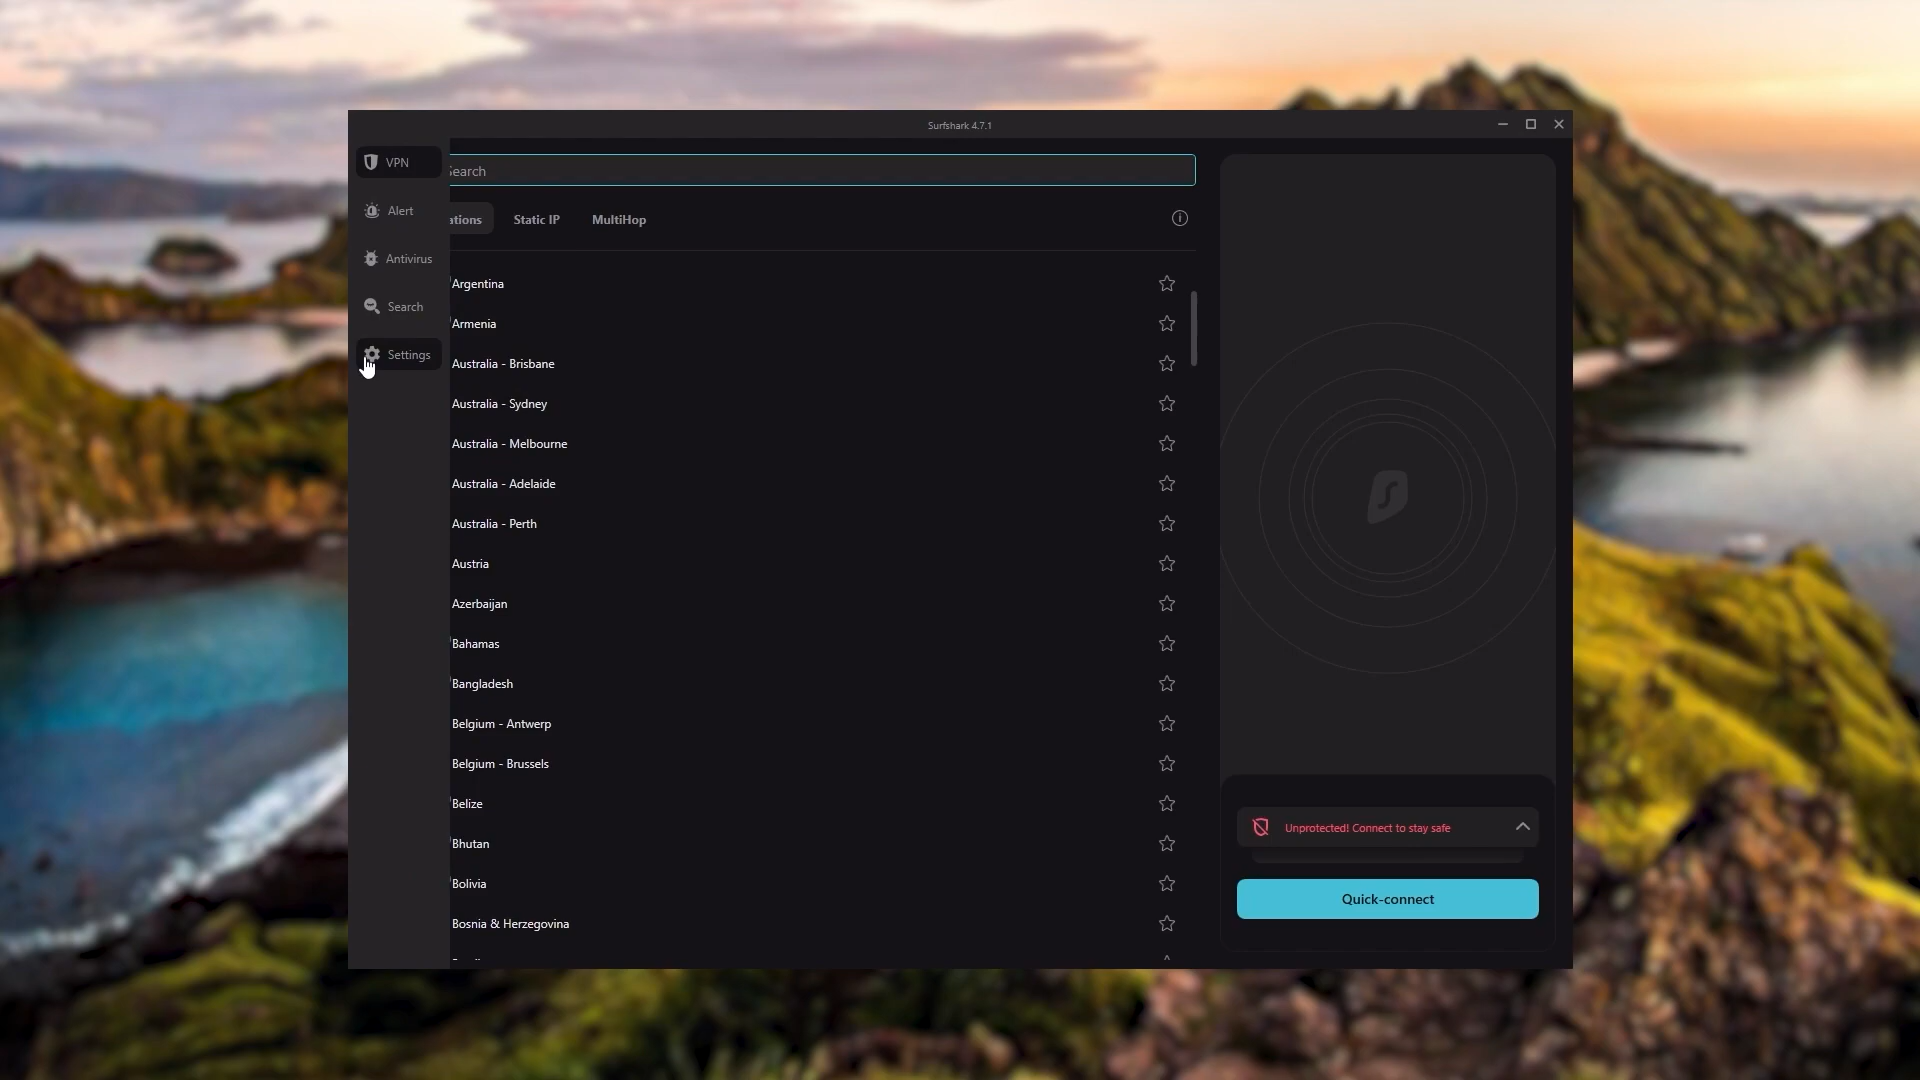 Surfshark 4.7.1
VPN
Alert
Antivirus
Search
Settings
Search
ations
Static IP
MultiHop
Argentina
Armenia
Australia - Brisbane
Australia - Sydney
Australia - Melbourne
Australia - Adelaide
Australia - Perth
Austria
Azerbaijan
Bahamas
Bangladesh
Belgium - Antwerp
Belgium - Brussels
Belize
Bhutan
Bolivia
Bosnia & Herzegovina
Unprotected! Connect to stay safe
Quick-connect